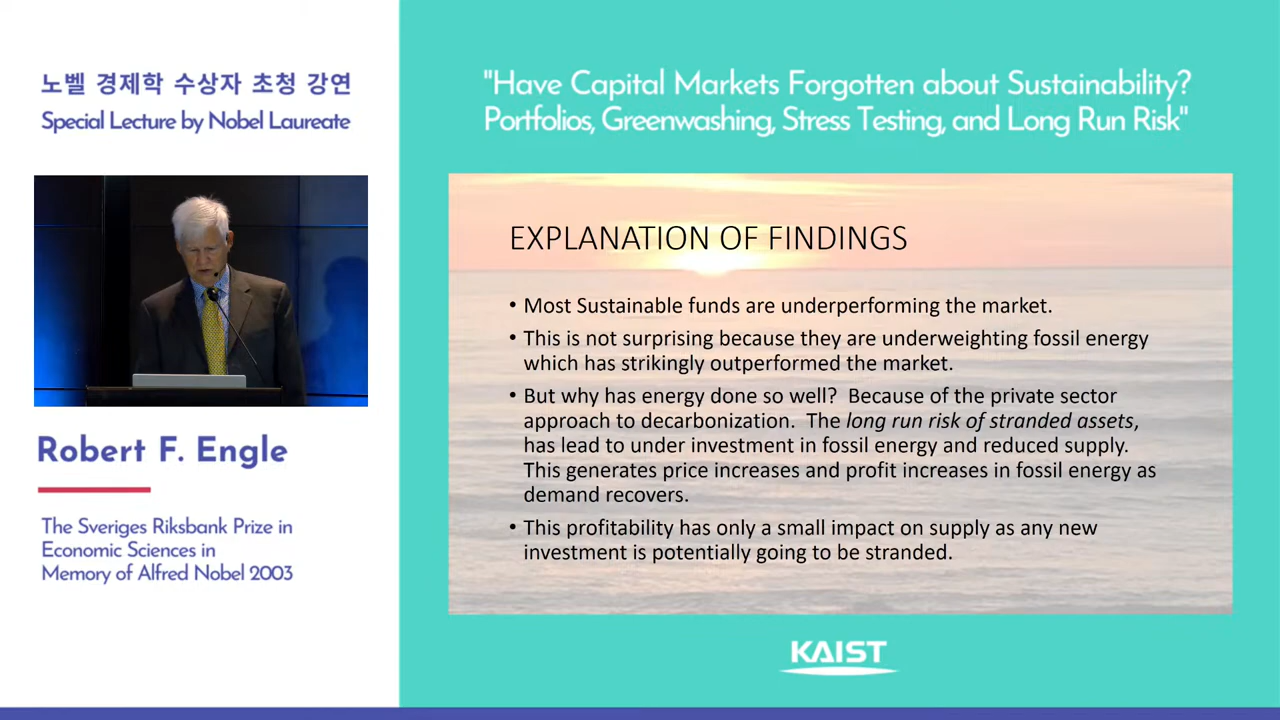 노벨 경제학 수상자 초청 강연
Special Lecture by Nobel Laureate
Robert F. Engle
The Sveriges Riksbank Prize in
Economic Sciences in
Memory of Alfred Nobel 2003
"Have Capital Markets Forgotten about Sustainability?
Portfolios, Greenwashing, Stress Testing, and Long Run Risk"
EXPLANATION OF FINDINGS
• Most Sustainable funds are underperforming the market.
• This is not surprising because they are underweighting fossil energy
which has strikingly outperformed the market.
• But why has energy done so well? Because of the private sector
approach to decarbonization. The long run risk of stranded assets,
has lead to under investment in fossil energy and reduced supply.
This generates price increases and profit increases in fossil energy as
demand recovers.
• This profitability has only a small impact on supply as any new
investment is potentially going to be stranded.
KAIST